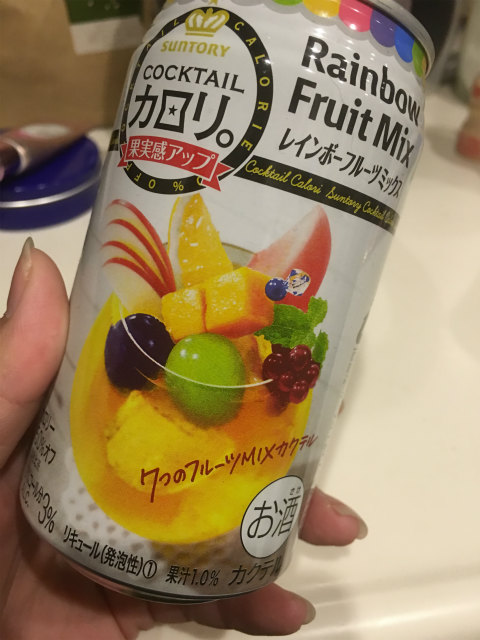 SUNTORY
COCKTAIL
カロリ。
果実感アップ
Rainbow
Fruit Mix
レインボーフルーツミックス
Cocktail Calori Suntory Cocktail
7つのフルーツMIXカクテル
お酒
3%
リキュール(発泡性)①
果汁1.0%
カクテル